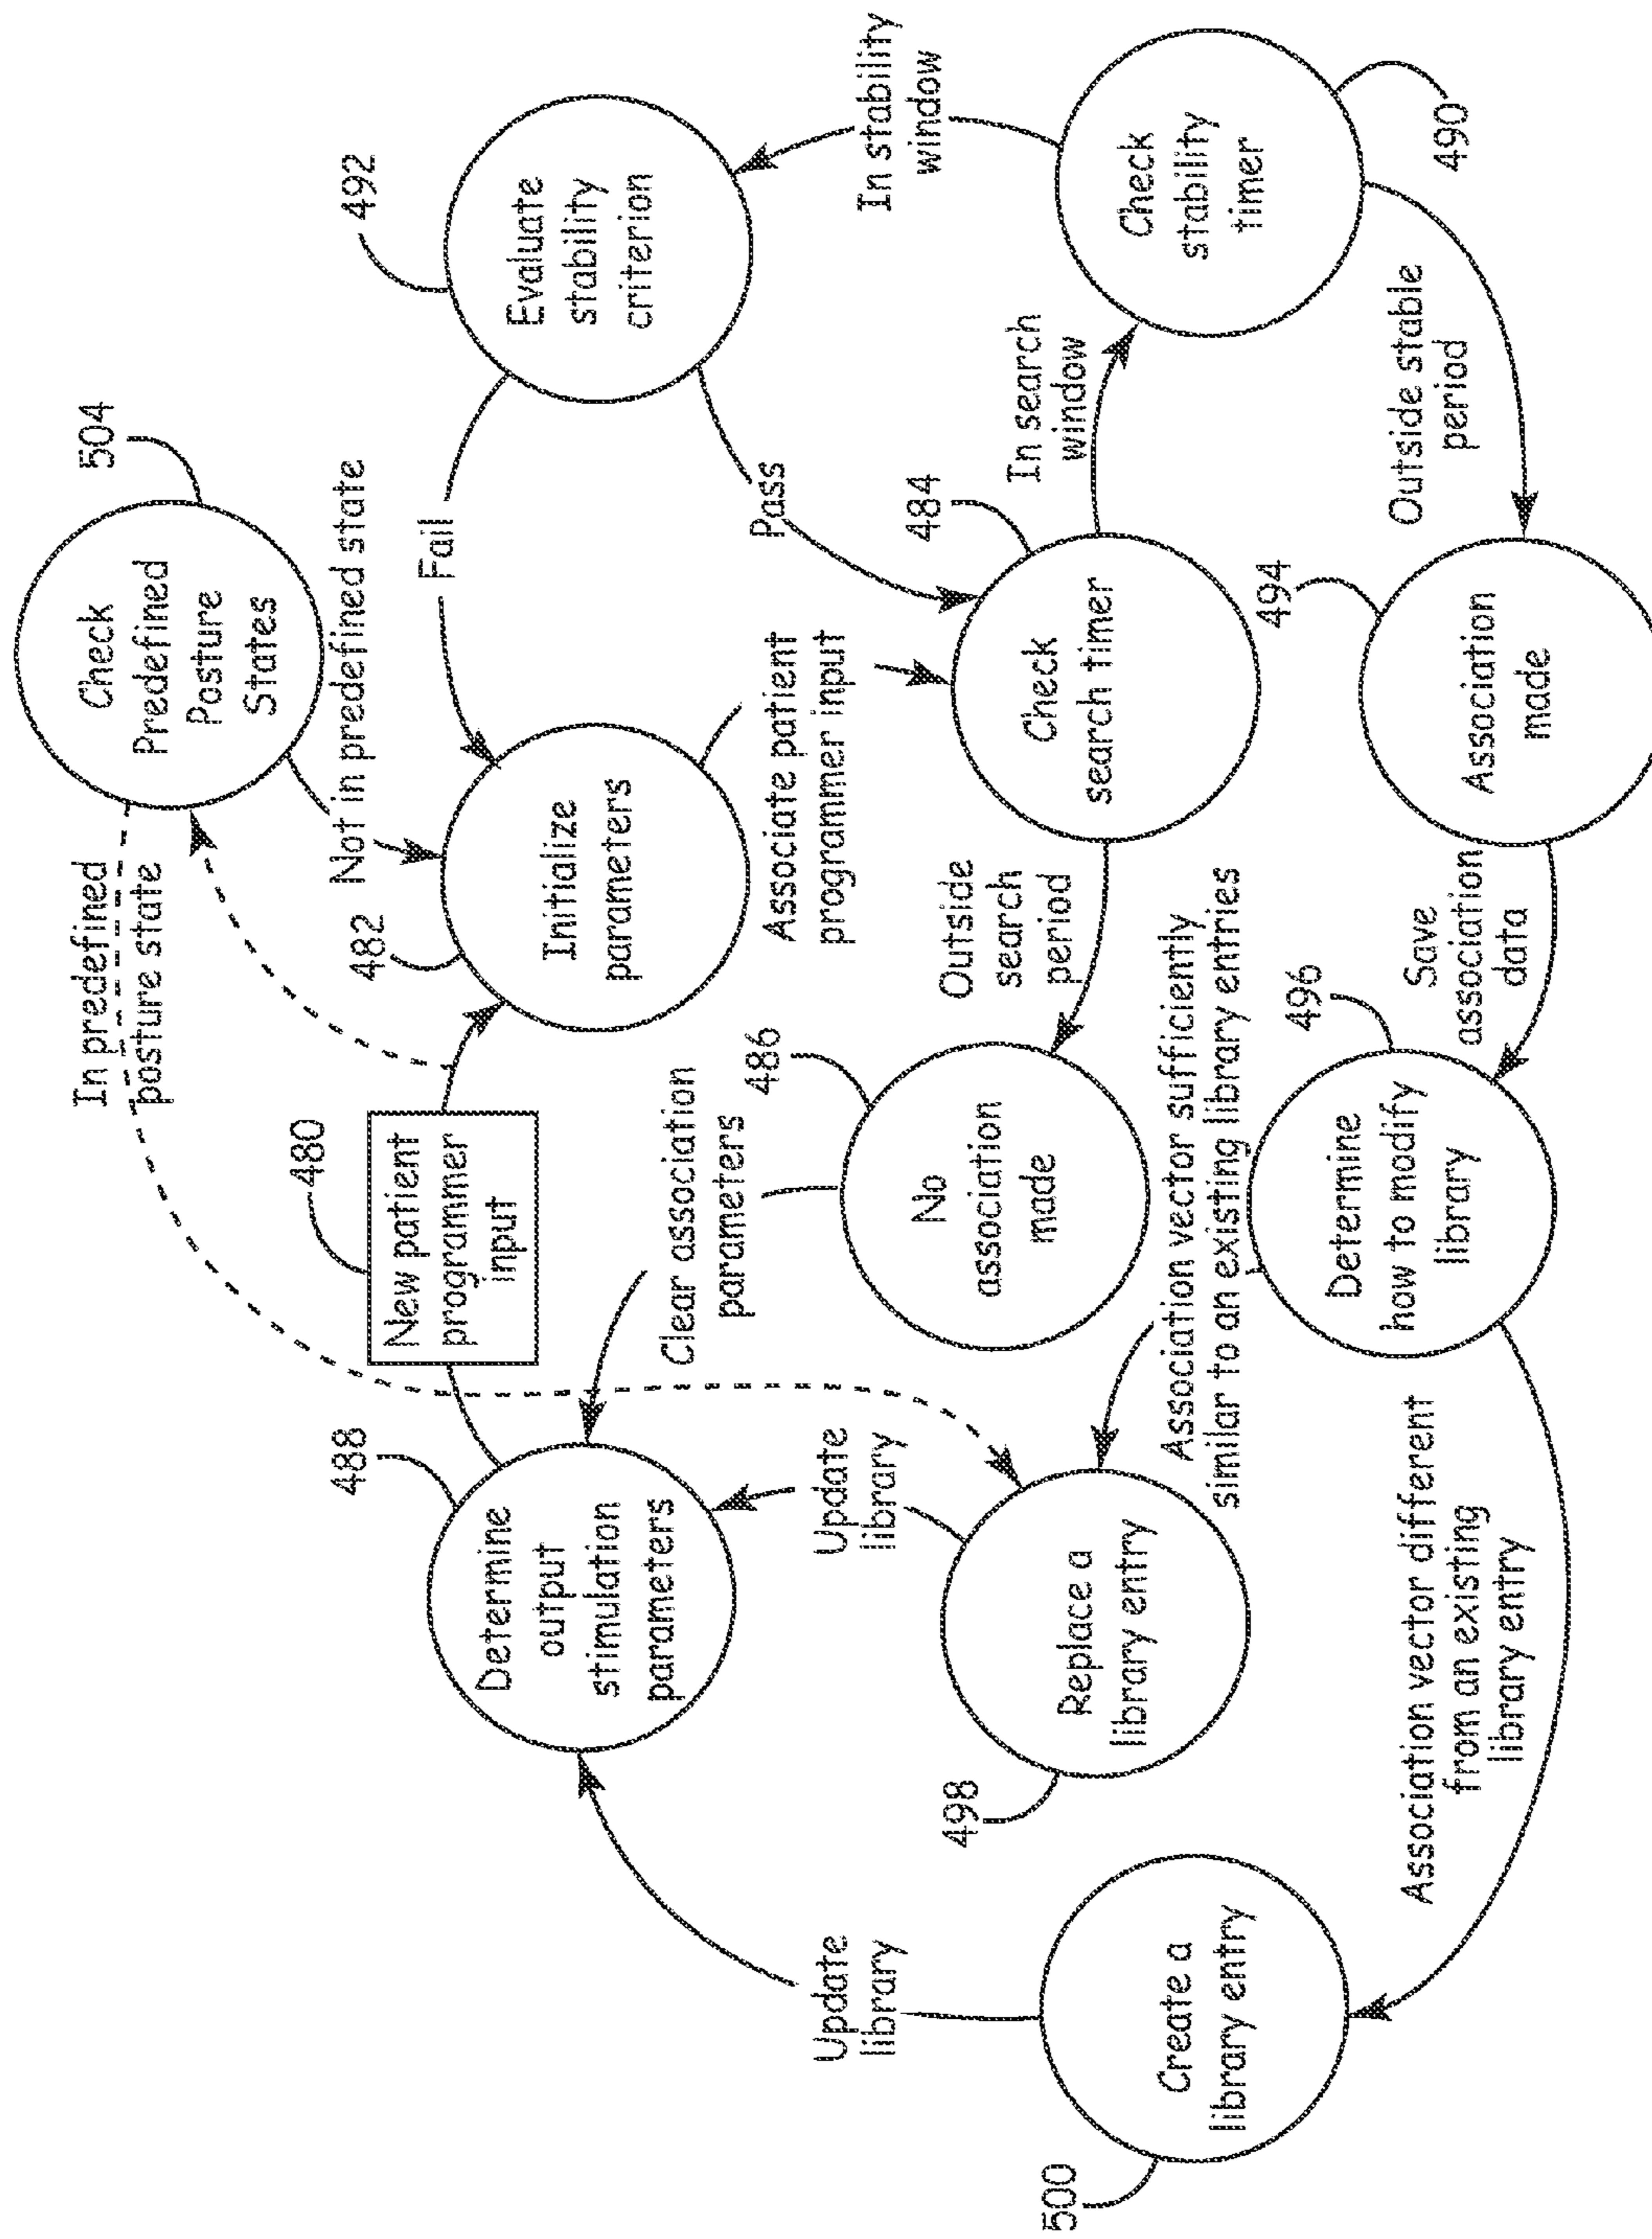 In predefined
posture state
Check
Predefined
Posture
States
504
Not in predefined state
480
New patient
programmer
input
482
Initialize
parameters
Fail
492
Evaluate
stability
criterion
488
Determine
output
stimulation
parameters
Clear association
parameters
486
No
association
made
Outside
search
period
Associate patient
programmer input
Pass
484
Check
search timer
In search
window
In stability
window
Check
stability
timer
490
Update
library
Update
library
498
Replace a
library entry
Association vector sufficiently
similar to an existing library entries
500
Create a
library entry
Association vector different
from an existing
library entry
496
Determine
how to modify
library
Save
association
data
494
Association
made
Outside stable
period